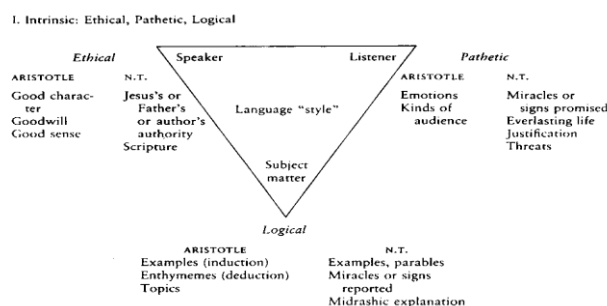 I. Intrinsic: Ethical, Pathetic, Logical
Ethical
Speaker
Listener
Pathetic
ARISTOTLE
N.T.
Good charac-
ter
Goodwill
Good sense
Jesus's or
Father's
or author's
authority
Scripture
Language "style"
Subject
matter
ARISTOTLE
N.T.
Emotions
Kinds of
audience
Miracles or
signs promised
Everlasting life
Justification
Threats
Logical
ARISTOTLE
N.T.
Examples (induction)
Enthymemes (deduction)
Topics
Examples, parables
Miracles or signs
reported
Midrashic explanation